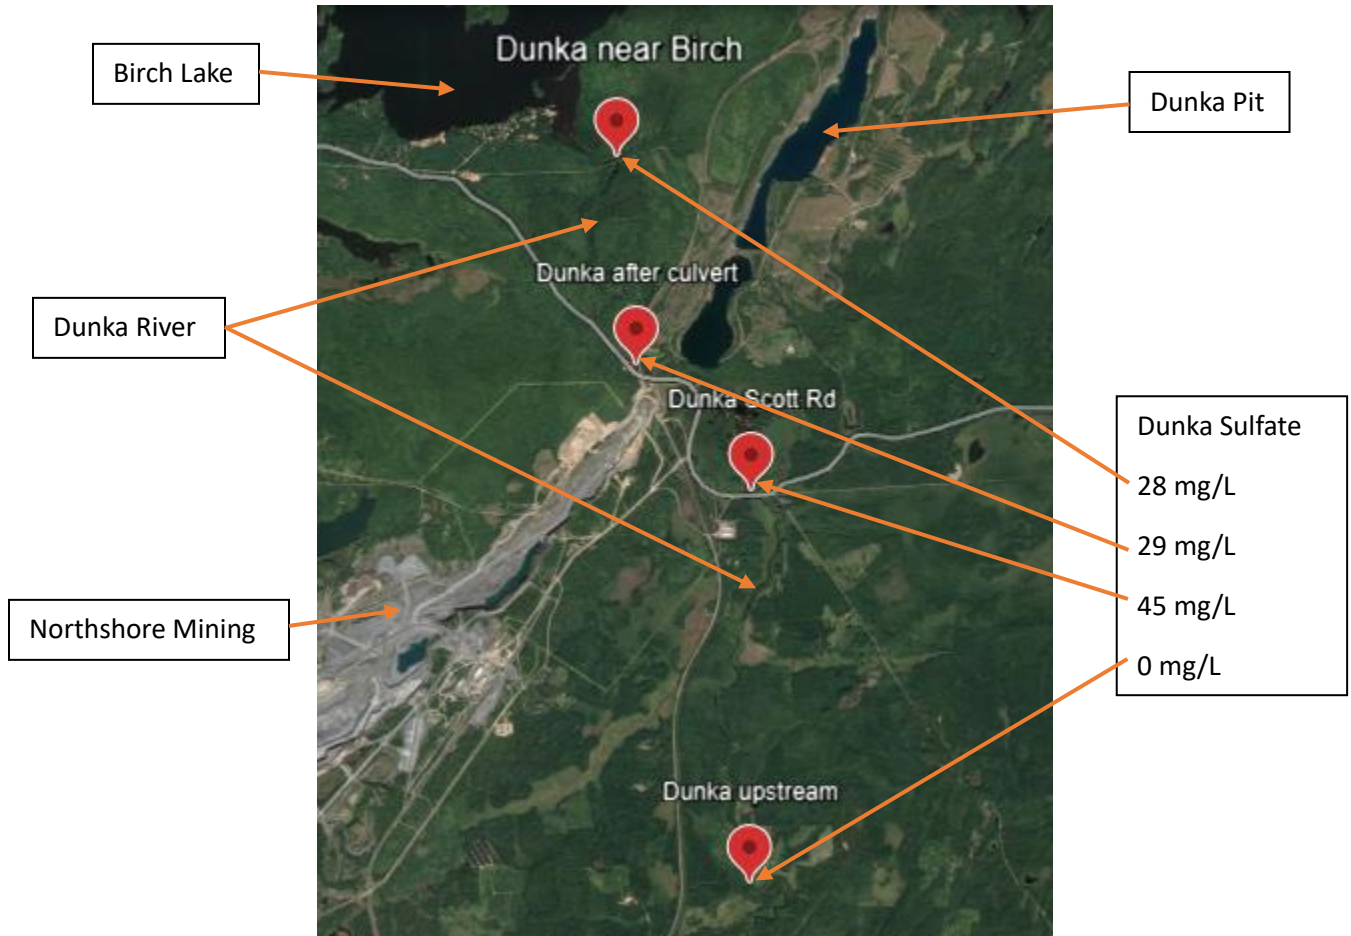 Dunka near Birch
Birch Lake
Dunka Pit
Dunka after culvert
Dunka River
Dunka Scott Rd
Dunka Sulfate
28 mg/L
29 mg/L
45 mg/L
0 mg/L
Northshore Mining
Dunka upstream